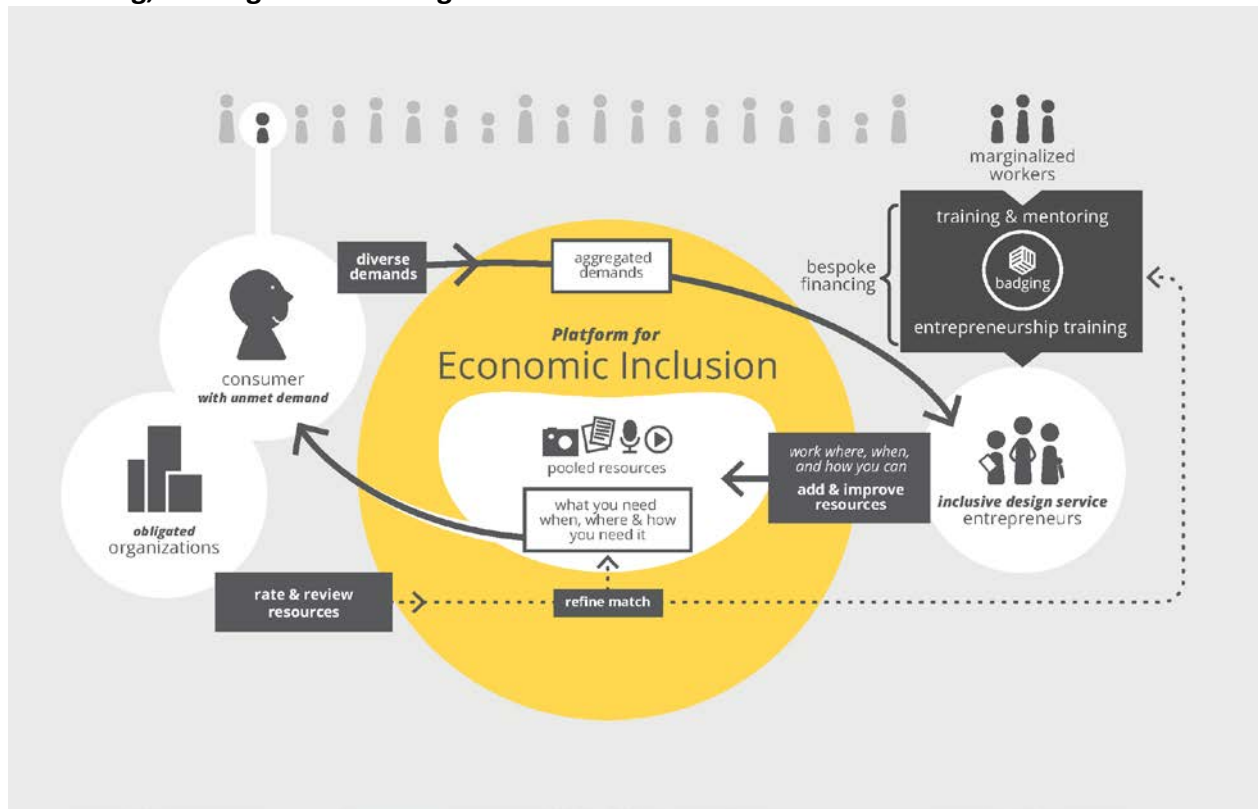 marginalized
workers
training & mentoring
badging
entrepreneurship training
bespoke
financing
diverse
demands
aggregated
demands
Platform for
Economic Inclusion
consumer
with unmet demand
pooled resources
work where, when,
and how you can
add & improve
resources
what you need
when, where & how
you need it
inclusive design service
entrepreneurs
obligated
organizations
rate & review
resources
refine match